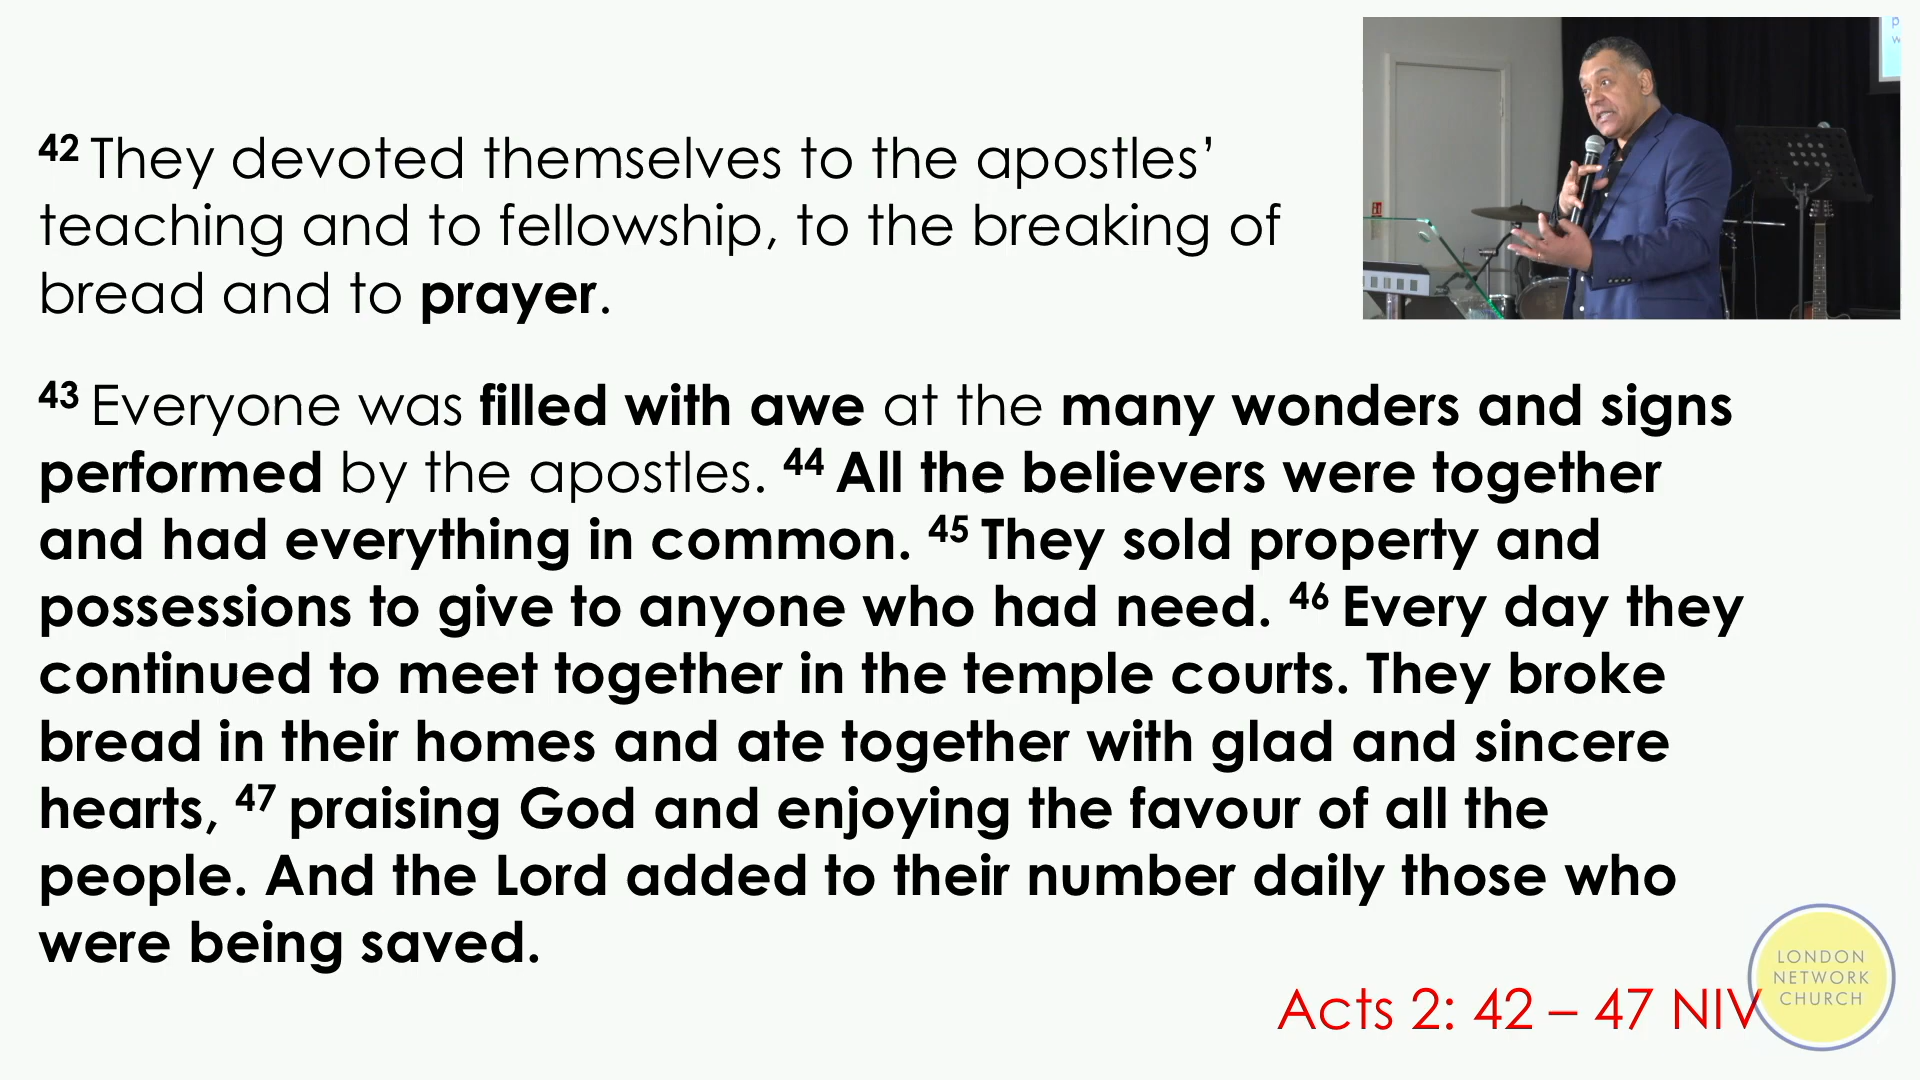 42 They devoted themselves to the apostles’
teaching and to fellowship, to the breaking of
bread and to prayer.
43 Everyone was filled with awe at the many wonders and signs
performed by the apostles. 44 All the believers were together
and had everything in common. 45 They sold property and
possessions to give to anyone who had need. 46 Every day they
continued to meet together in the temple courts. They broke
bread in their homes and ate together with glad and sincere
hearts, 47 praising God and enjoying the favour of all the
people. And the Lord added to their number daily those who
were being saved.
Acts 2: 42 – 47 NIV
LONDON
NETWORK
CHURCH